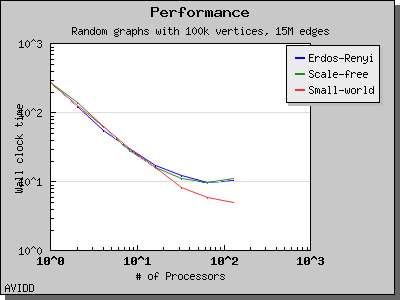 Performance
Random graphs with 100k vertices, 15M edges
Erdos-Renyi
Scale-free
Small-world
Wall clock time
10^3
10^2
10^1
10^0
10^0 10^1 10^2 10^3
# of Processors
AVIDD